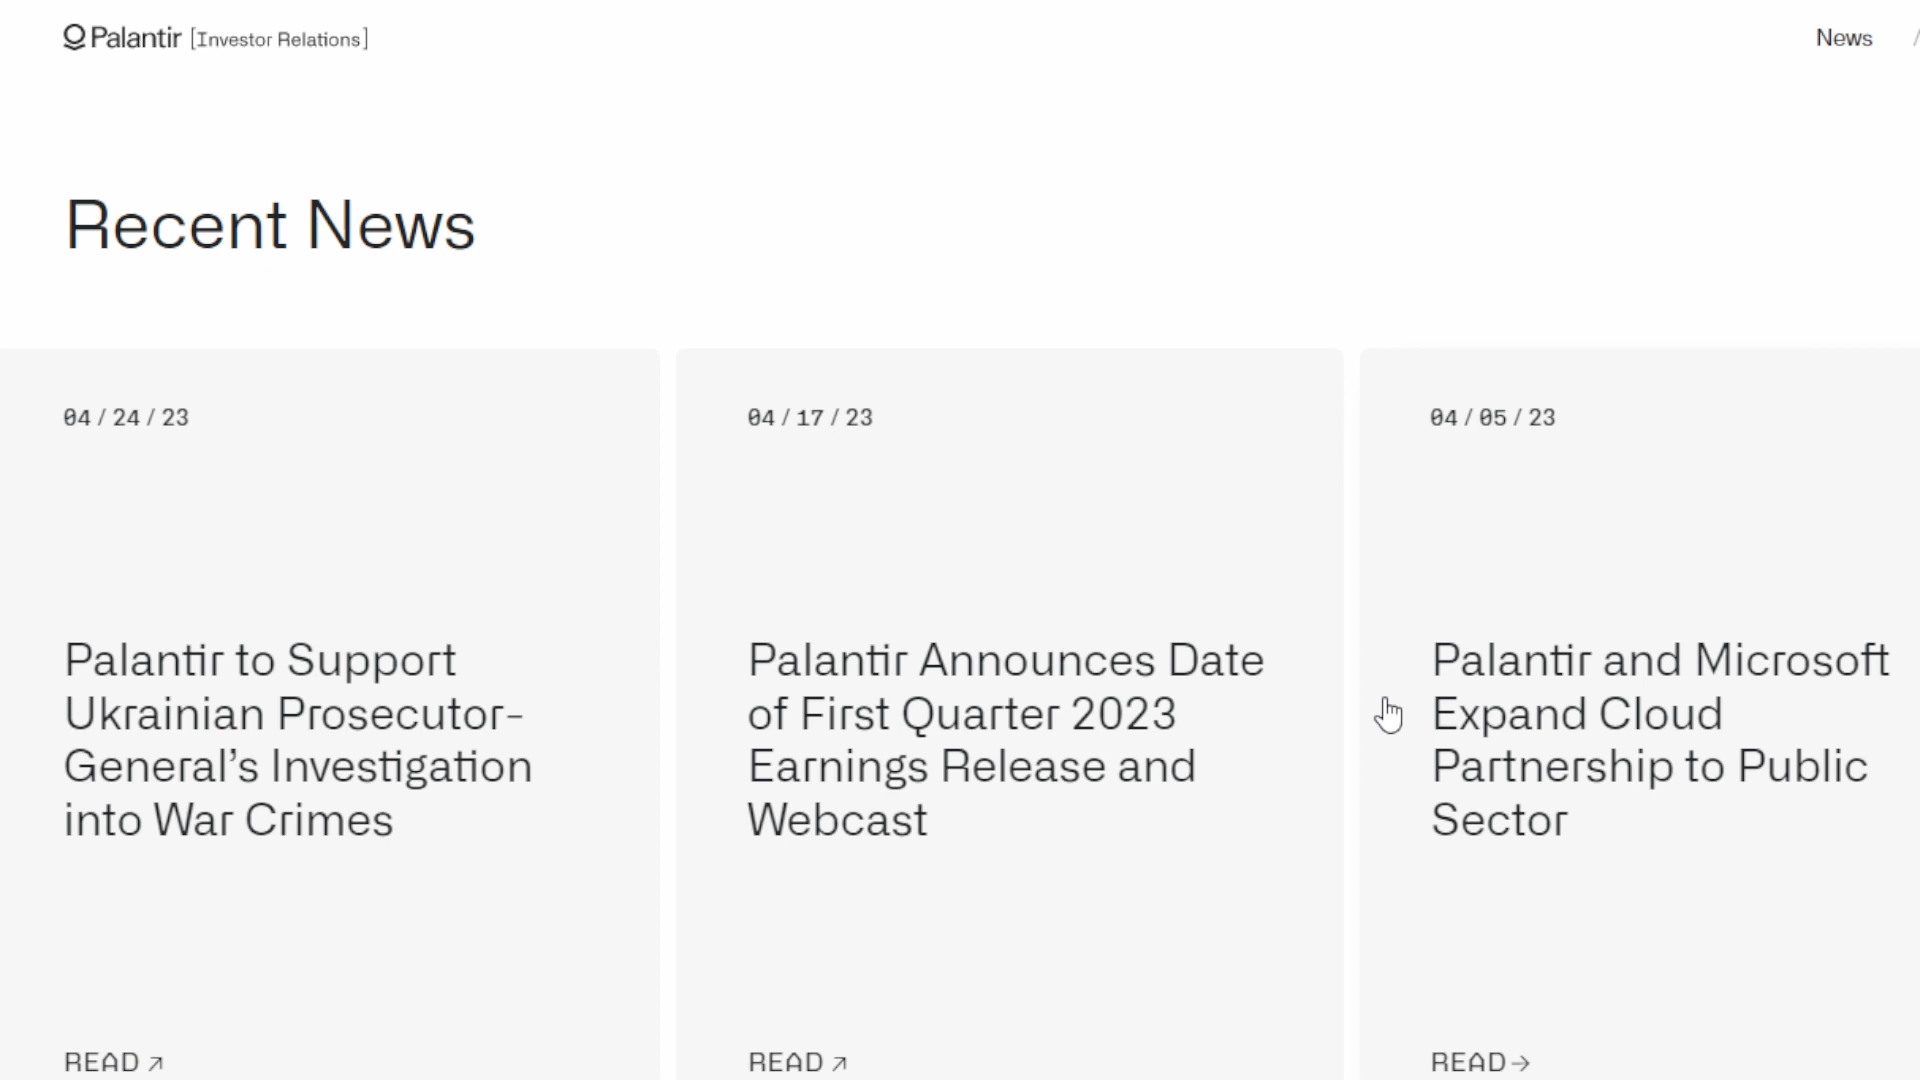 Palantir [Investor Relations]
News
Recent News
04 / 24 / 23
Palantir to Support
Ukrainian Prosecutor-
General’s Investigation
into War Crimes
READ ↗
04 / 17 / 23
Palantir Announces Date
of First Quarter 2023
Earnings Release and
Webcast
READ ↗
04 / 05 / 23
Palantir and Microsoft
Expand Cloud
Partnership to Public
Sector
READ →